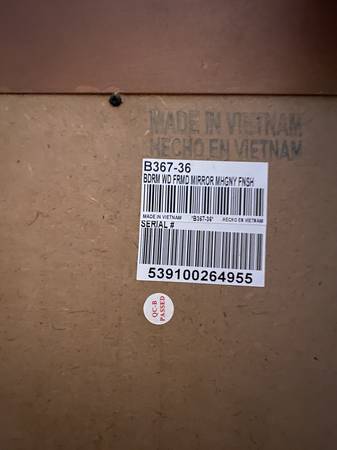 MADE IN VIETNAM
HECHO EN VIETNAM
B367-36
BDRM WD FRMD MIRROR MHGNY FNSH
MADE IN VIETNAM *B367-36* HECHO EN VIETNAM
SERIAL #
539100264955
QC-B
PASSED